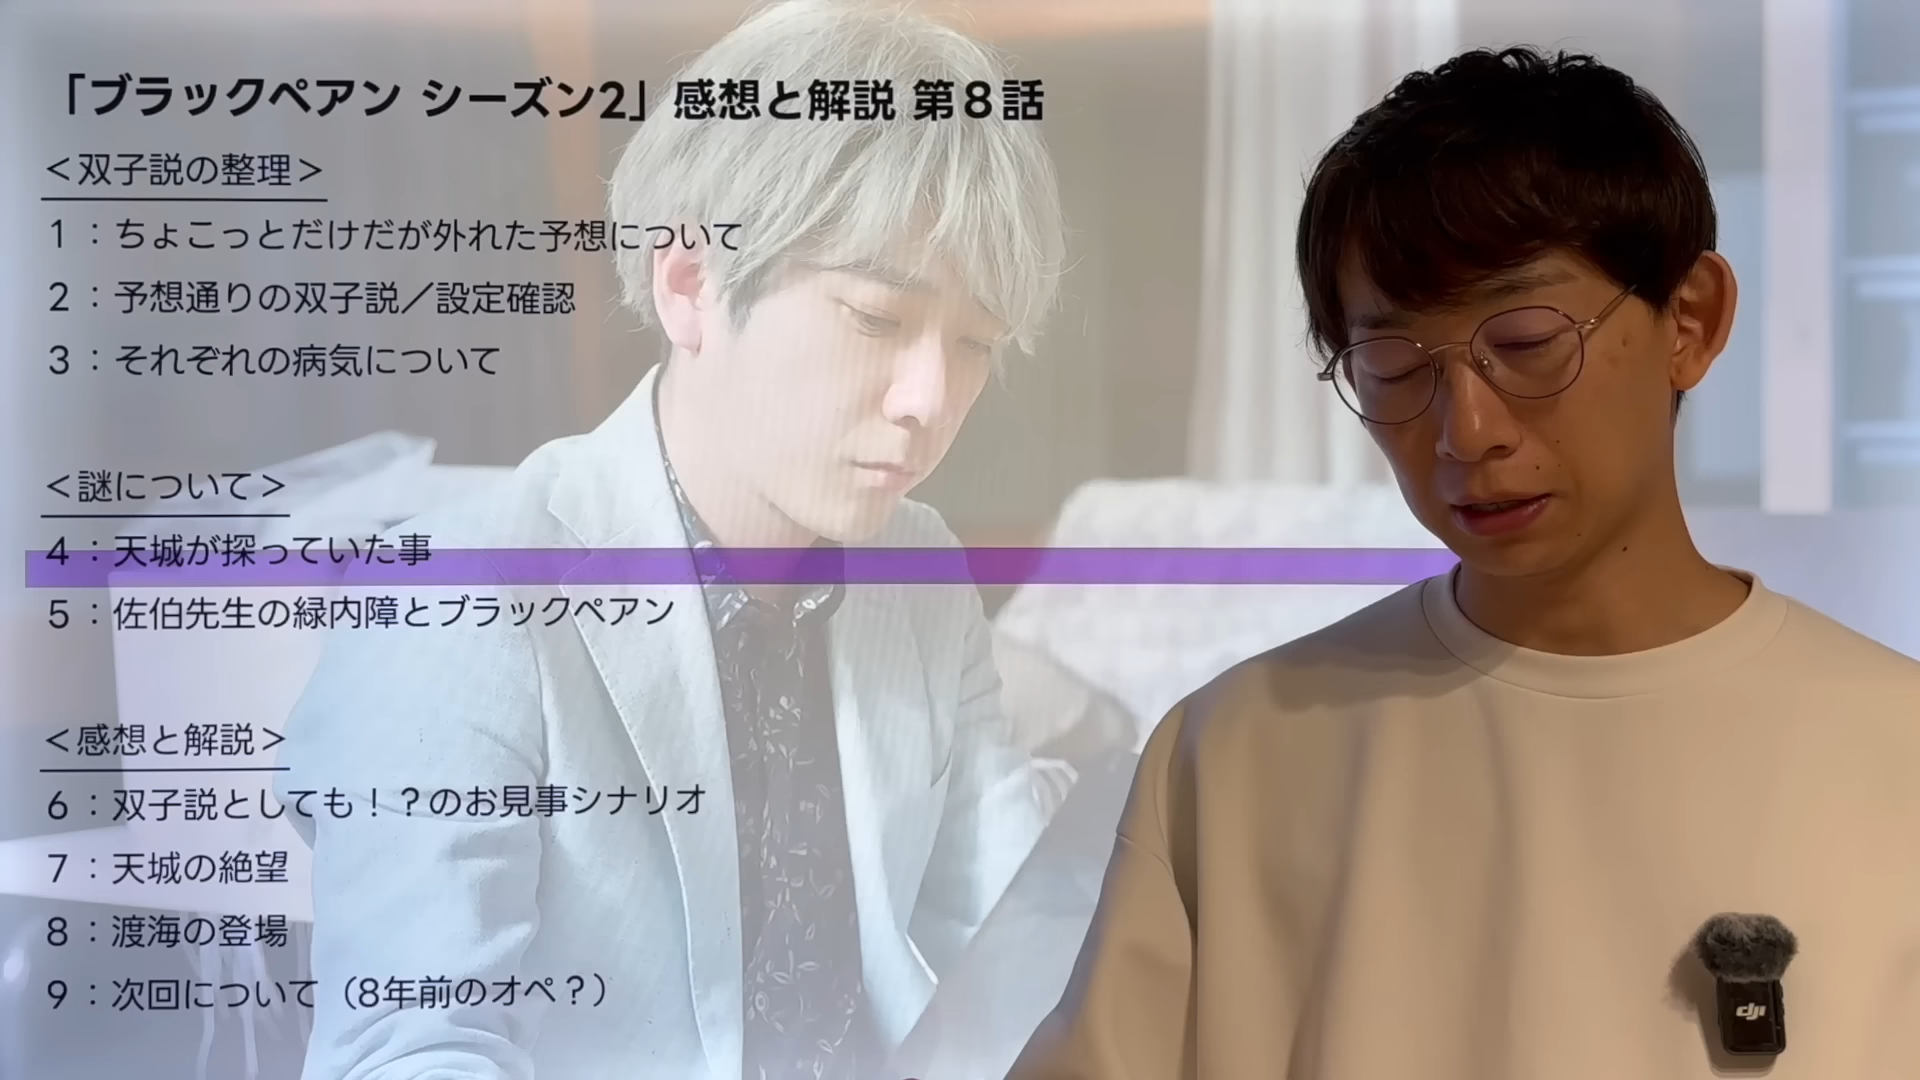 「ブラックペアン シーズン2」感想と解説 第８話
＜双子説の整理＞
1：ちょこっとだけだが外れた予想について
2：予想通りの双子説／設定確認
3：それぞれの病気について
＜謎について＞
4：天城が探っていた事
5：佐伯先生の緑内障とブラックペアン
＜感想と解説＞
6：双子説としても！？のお見事シナリオ
7：天城の絶望
8：渡海の登場
9：次回について（8年前のオペ？）
dji